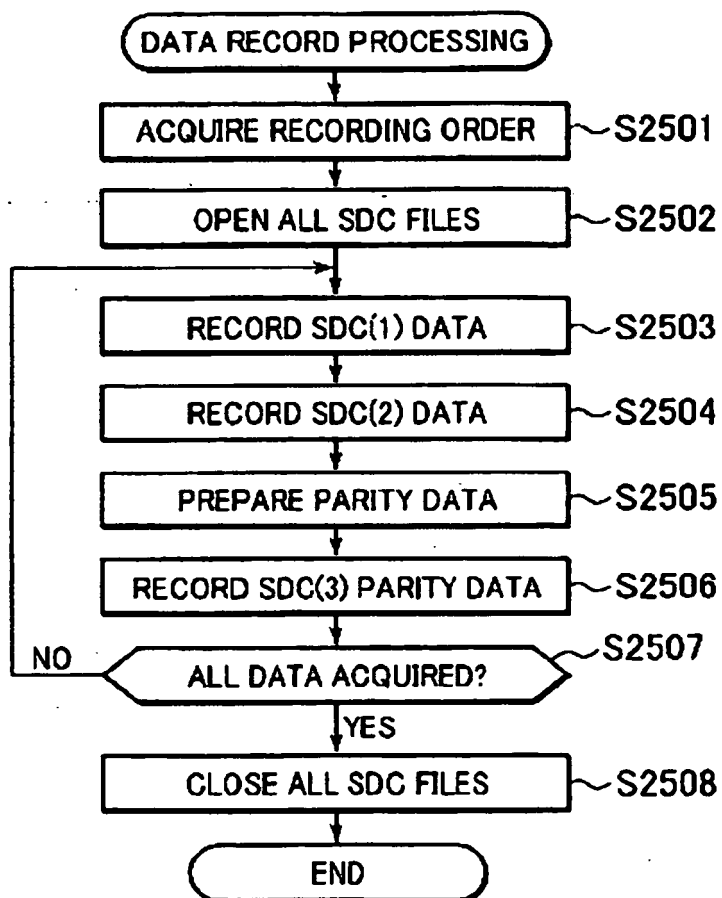 DATA RECORD PROCESSING
ACQUIRE RECORDING ORDER S2501
OPEN ALL SDC FILES S2502
RECORD SDC(1) DATA S2503
RECORD SDC(2) DATA S2504
PREPARE PARITY DATA S2505
RECORD SDC(3) PARITY DATA S2506
S2507
NO ALL DATA ACQUIRED?
YES
CLOSE ALL SDC FILES S2508
END